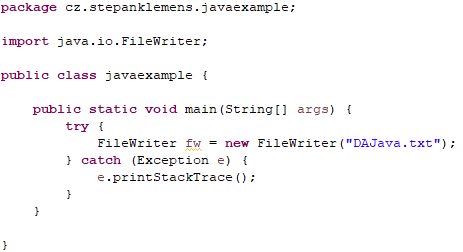 package cz.stepanklemens.javaexample;
import java.io.FileWriter;
public class javaexample {
public static void main(String[] args) {
try {
FileWriter fw = new FileWriter("DAJava.txt");
} catch (Exception e) {
e.printStackTrace();
}
}
}